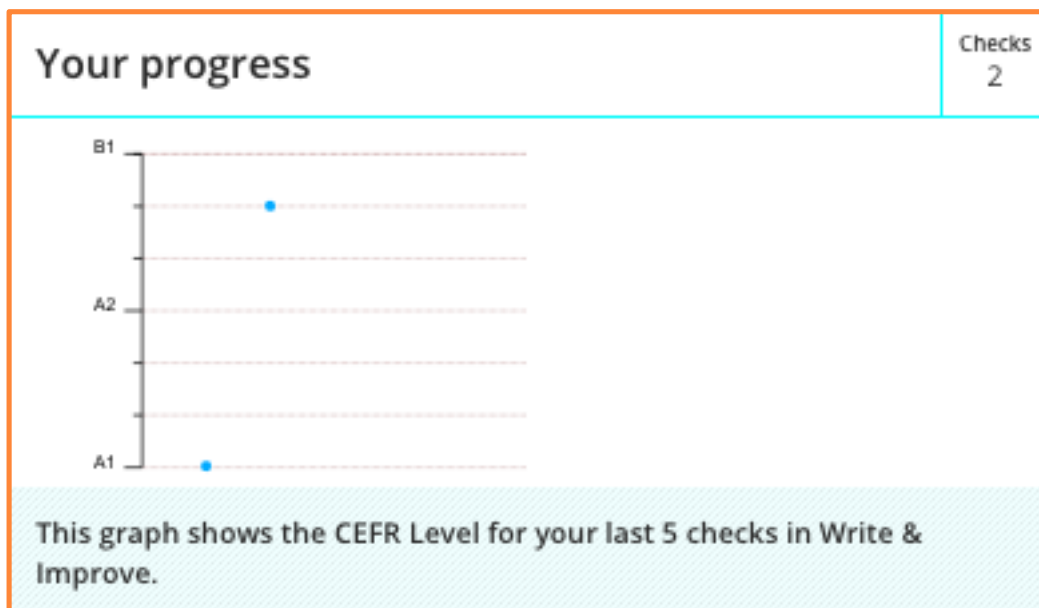 Your progress
Checks
2
B1
A2
A1
This graph shows the CEFR Level for your last 5 checks in Write &
Improve.